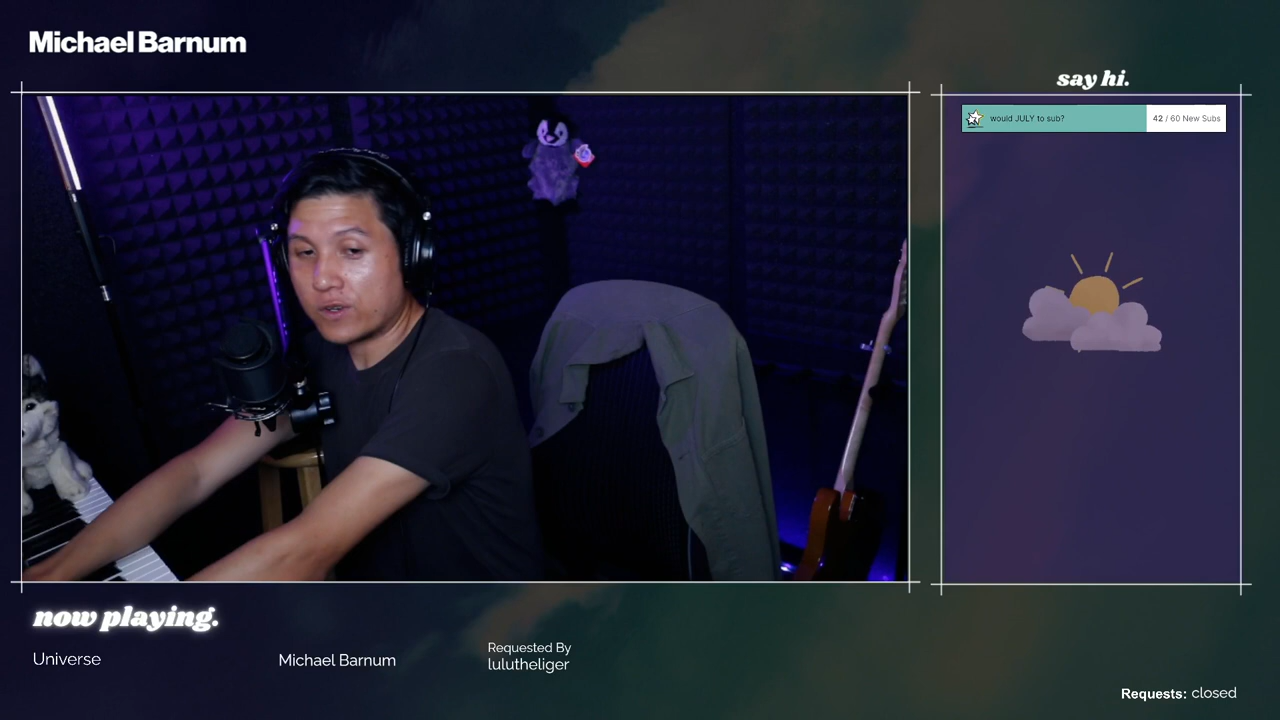 Michael Barnum
say hi.
would JULY to sub?
42 / 60 New Subs
now playing.
Universe
Michael Barnum
Requested By
lulutheliger
Requests: closed